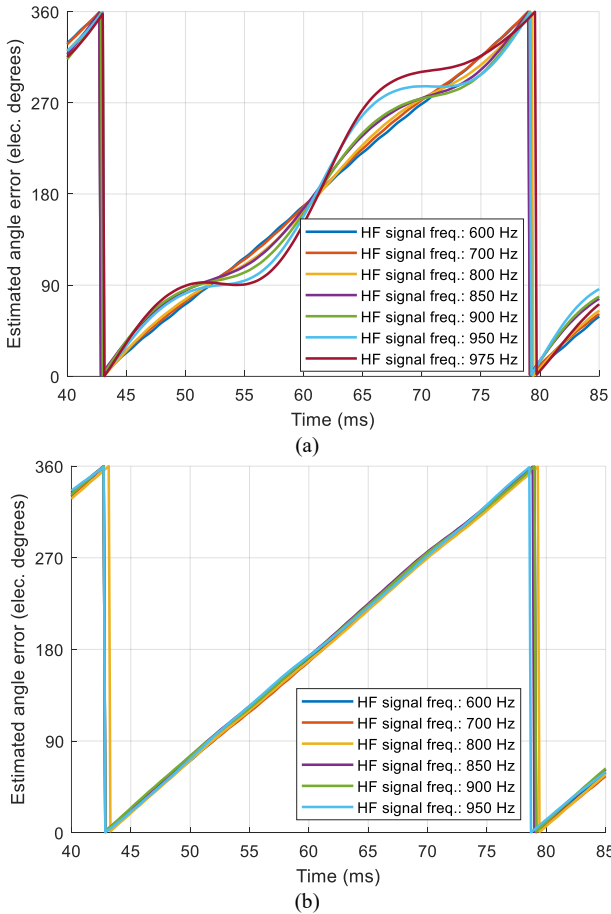 360
270
180
90
0
Estimated angle error (elec. degrees)
HF signal freq.: 600 Hz
HF signal freq.: 700 Hz
HF signal freq.: 800 Hz
HF signal freq.: 850 Hz
HF signal freq.: 900 Hz
HF signal freq.: 950 Hz
HF signal freq.: 975 Hz
40 45 50 55 60 65 70 75 80 85
Time (ms)
(a)
360
270
180
90
0
Estimated angle error (elec. degrees)
HF signal freq.: 600 Hz
HF signal freq.: 700 Hz
HF signal freq.: 800 Hz
HF signal freq.: 850 Hz
HF signal freq.: 900 Hz
HF signal freq.: 950 Hz
40 45 50 55 60 65 70 75 80 85
Time (ms)
(b)